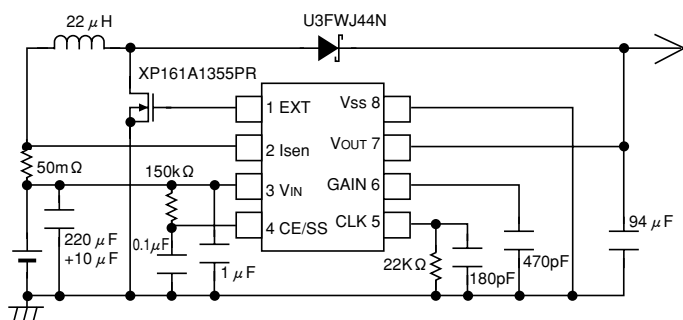 22 μH
U3FWJ44N
XP161A1355PR
1 EXT
Vss 8
2 Isen
VOUT 7
50mΩ
150kΩ
3 VIN
GAIN 6
4 CE/SS
CLK 5
220 μF
+10 μF
0.1μF
1 μF
22KΩ
180pF
470pF
94 μF